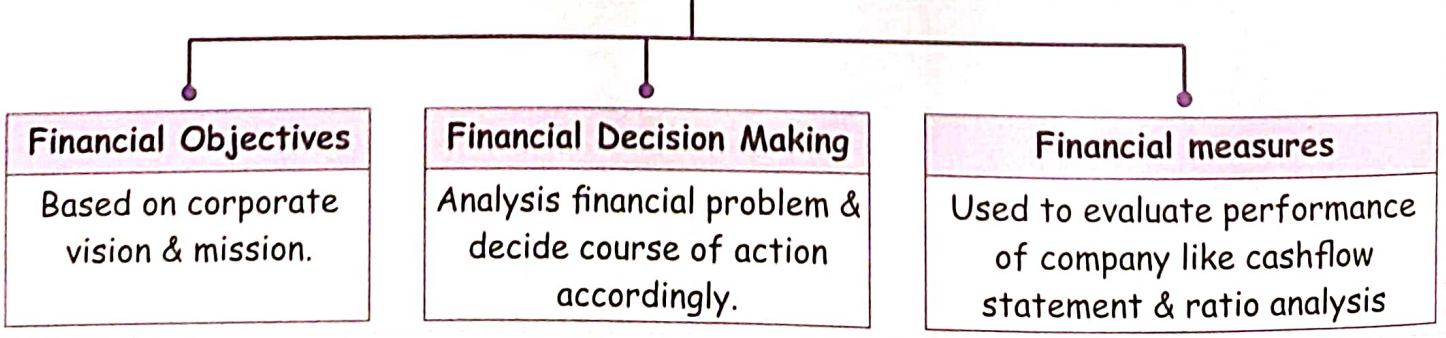 Financial Objectives
Based on corporate
vision & mission.
Financial Decision Making
Analysis financial problem &
decide course of action
accordingly.
Financial measures
Used to evaluate performance
of company like cashflow
statement & ratio analysis